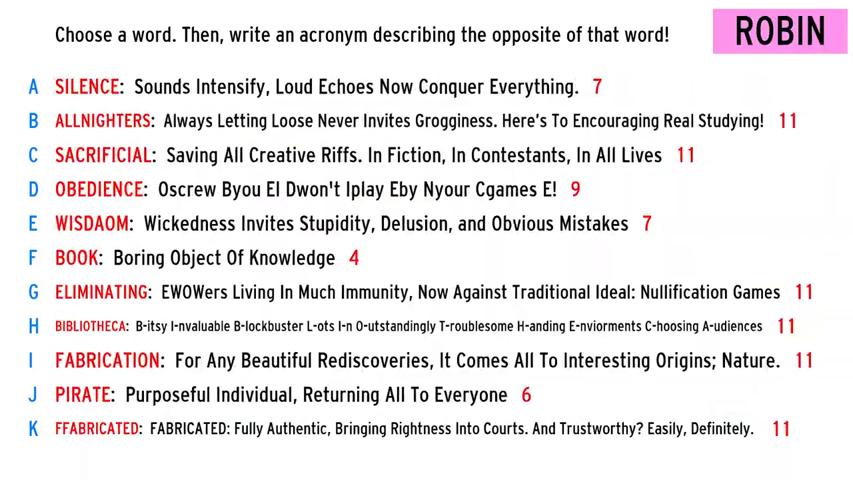 Choose a word. Then, write an acronym describing the opposite of that word!
ROBIN
A SILENCE: Sounds Intensify, Loud Echoes Now Conquer Everything. 7
B ALLNIGHTERS: Always Letting Loose Never Invites Grogginess. Here's To Encouraging Real Studying! 11
C SACRIFICIAL: Saving All Creative Riffs. In Fiction, In Contestants, In All Lives 11
D OBEDIENCE: Oscrew Byou EI Dwon't Iplay Eby Nyour Cgames E! 9
E WISDAOM: Wickedness Invites Stupidity, Delusion, and Obvious Mistakes 7
F BOOK: Boring Object Of Knowledge 4
G ELIMINATING: EWOWers Living In Much Immunity, Now Against Traditional Ideal: Nullification Games 11
H BIBLIOTHECA: B-itsy I-nvaluable B-lockbuster L-ots I-n O-utstandingly T-roublesome H-anding E-nviorments C-hoosing A-udiences 11
I FABRICATION: For Any Beautiful Rediscoveries, It Comes All To Interesting Origins; Nature. 11
J PIRATE: Purposeful Individual, Returning All To Everyone 6
K FFABRICATED: FABRICATED: Fully Authentic, Bringing Rightness Into Courts. And Trustworthy? Easily, Definitely. 11